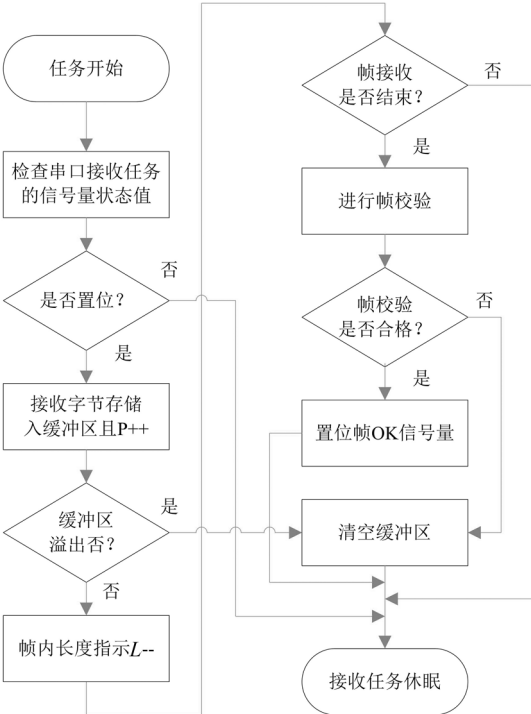 任务开始
检查串口接收任务
的信号量状态值
是否置位？
否
是
接收字节存储
入缓冲区且P++
缓冲区
溢出否？
是
否
帧内长度指示L--
帧接收
是否结束？
否
是
进行帧校验
帧校验
是否合格？
否
是
置位帧OK信号量
清空缓冲区
接收任务休眠